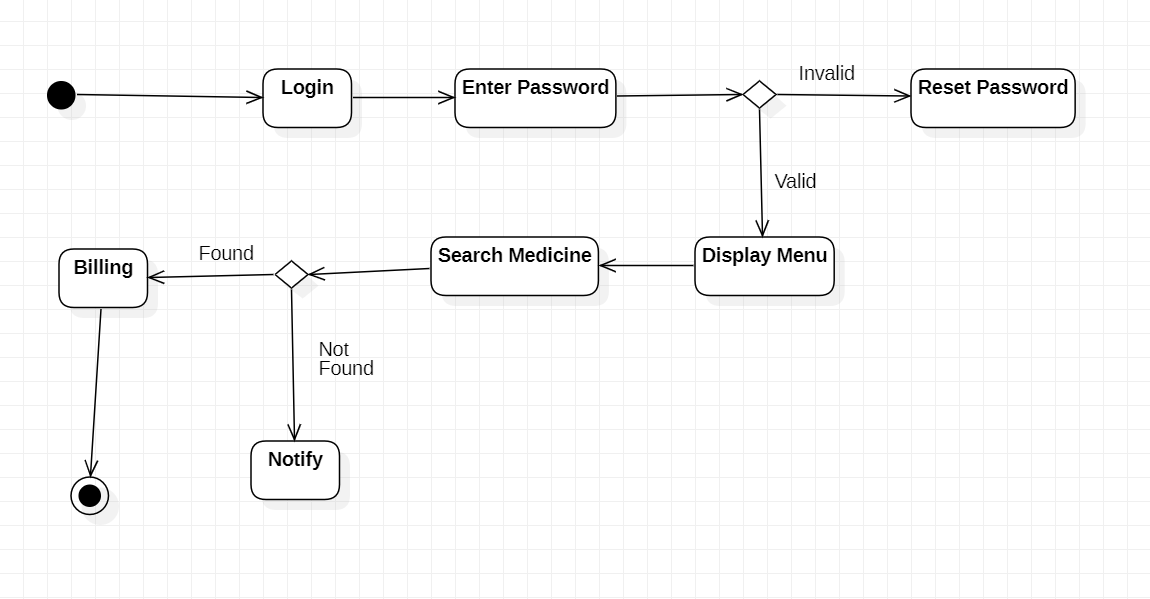 Login
Enter Password
Invalid
Reset Password
Valid
Billing
Found
Search Medicine
Display Menu
Not
Found
Notify